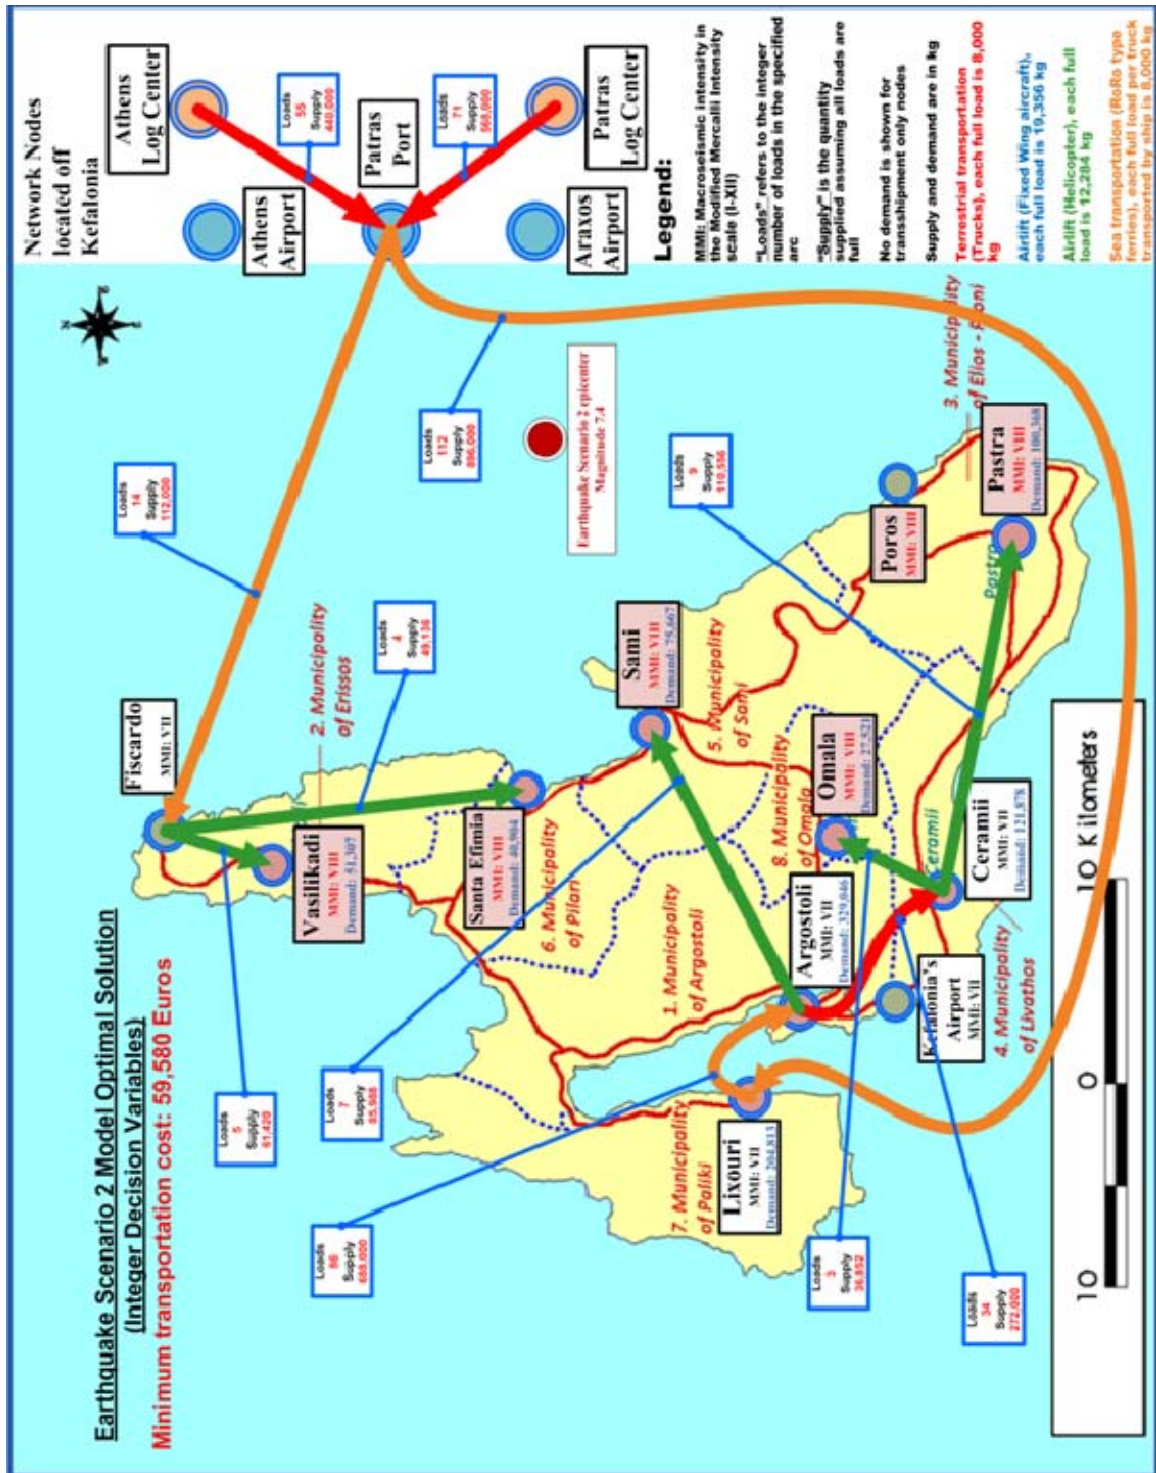 Earthquake Scenario 2 Model Optimal Solution
(Integer Decision Variables)
Minimum transportation cost: 59,580 Euros
Network Nodes
located off
Kefalonia
Athens
Log Center
Athens
Airport
Patras
Port
Patras
Log Center
Araxos
Airport
Loads
55
Supply
440,000
Loads
71
Supply
568,000
Loads
14
Supply
112,000
Loads
112
Supply
896,000
Loads
4
Supply
49,136
Loads
9
Supply
110,556
Loads
5
Supply
61,420
Loads
7
Supply
85,988
Loads
86
Supply
688,000
Loads
3
Supply
36,852
Loads
34
Supply
272,000
Earthquake Scenario 2 epicenter
Magnitude 7.4
Fiscardo
MMI: VII
2. Municipality
of Erissos
Vasilikadi
MMI: VIII
Demand: 51,305
Santa Efimia
MMI: VIII
Demand: 40,904
6. Municipality
of Pilari
Sami
MMI: VIII
Demand: 75,667
5. Municipality
of Sami
1. Municipality
of Argostoli
8. Municipality
of Omala
Omala
MMI: VIII
Demand: 27,521
Argostoli
MMI: VII
Demand: 329,046
7. Municipality
of Paliki
Lixouri
MMI: VII
Demand: 204,813
Kefalonia"s
Airport
MMI: VII
4. Municipality
of Livathos
Ceramii
Ceramii
MMI: VII
Demand: 121,878
Poros
MMI: VIII
3. Municipality
of Elios - Proni
Pastra
Pastra
MMI: VIII
Demand: 100,368
10 0 10 Kilometers
N
Legend:
MMI: Macroseismic intensity in
the Modified Mercalli Intensity
scale (I-XII)
"Loads" refers to the integer
number of loads in the specified
arc
"Supply" is the quantity
supplied assuming all loads are
full
No demand is shown for
transshipment only nodes
Supply and demand are in kg
Terrestrial transportation
(Trucks), each full load is 8,000
kg
Airlift (Fixed Wing aircraft),
each full load is 19,356 kg
Airlift (Helicopter), each full
load is 12,284 kg
Sea transportation (RoRo type
ferries), each full load per truck
transported by ship is 8,000 kg